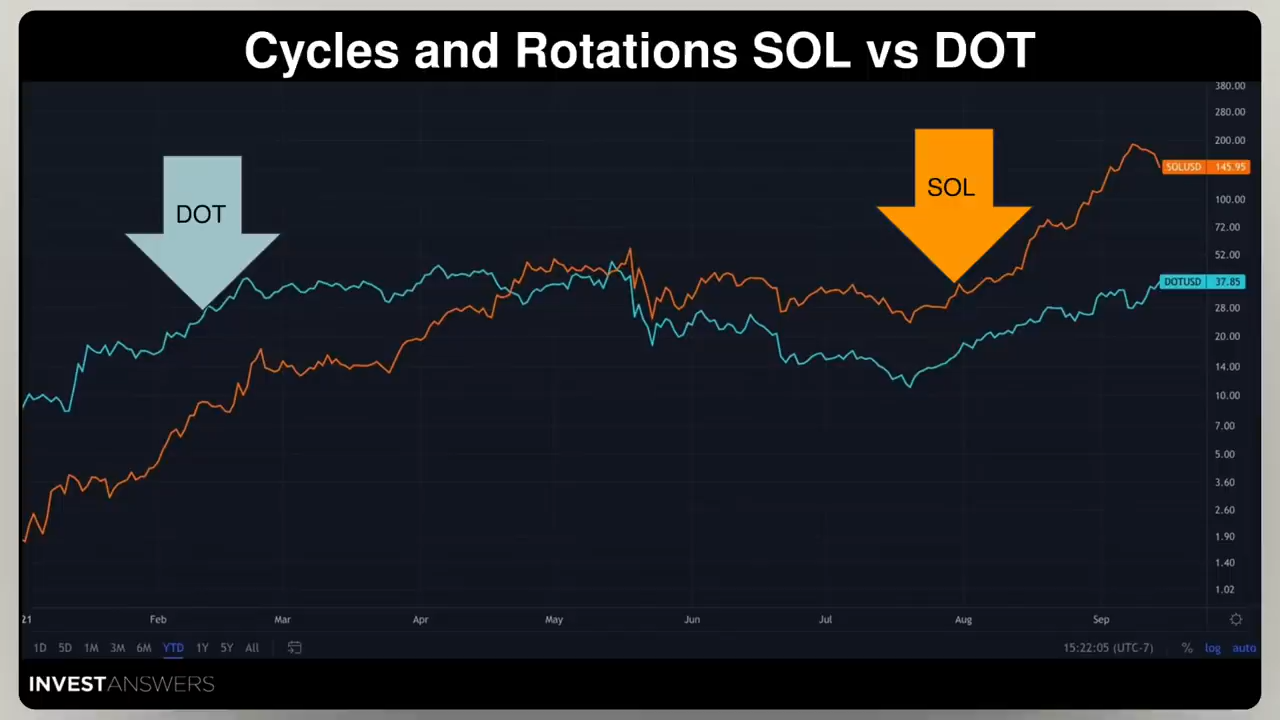 Cycles and Rotations SOL vs DOT
380.00
280.00
DOT
SOL
200.00
SOLUSD 145.95
100.00
72.00
52.00
DOTUSD 37.85
28.00
20.00
14.00
10.00
7.00
5.00
3.60
2.60
1.90
1.40
1.02
21 Feb Mar Apr May Jun Jul Aug Sep
1D 5D 1M 3M 6M YTD 1Y 5Y All 15:22:05 (UTC-7) % log auto
INVESTANSWERS